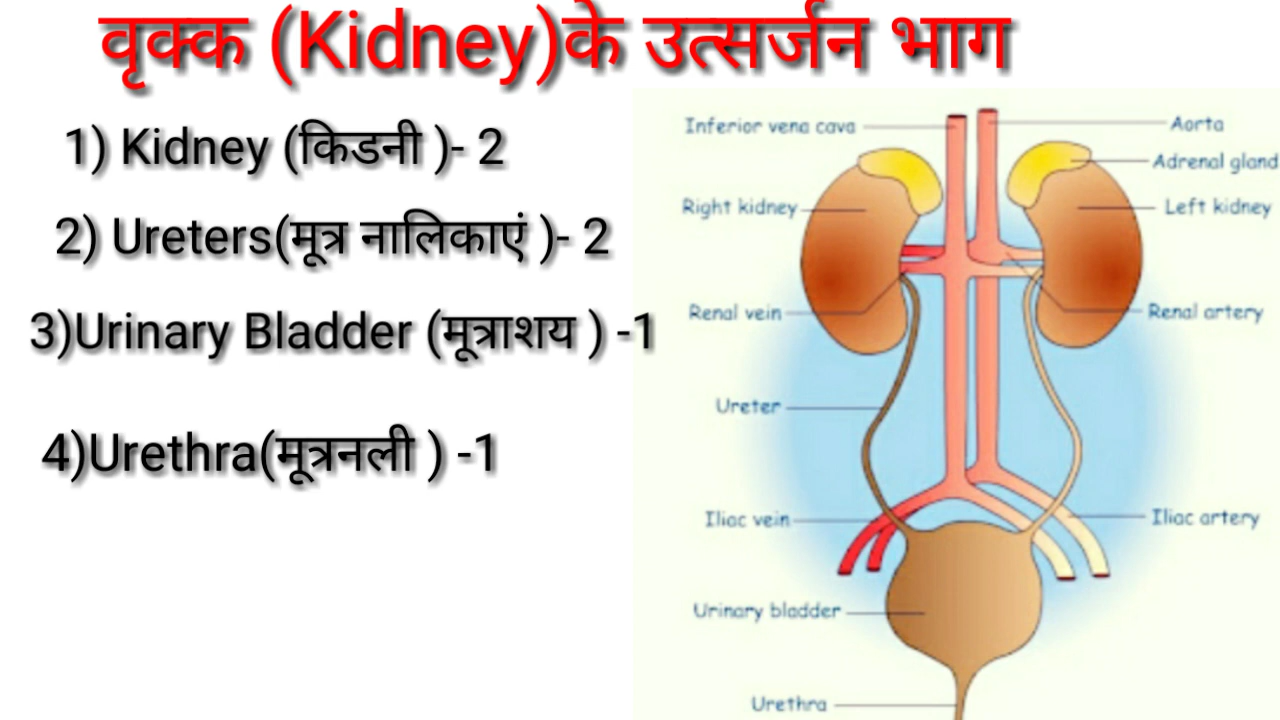 वृक्क (Kidney)के उत्सर्जन भाग
1) Kidney (किडनी )- 2
2) Ureters(मूत्र नालिकाएं )- 2
3)Urinary Bladder (मूत्राशय ) -1
4)Urethra(मूत्रनली ) -1
Inferior vena cava
Aorta
Adrenal gland
Right kidney
Left kidney
Renal vein
Renal artery
Ureter
Iliac vein
Iliac artery
Urinary bladder
Urethra